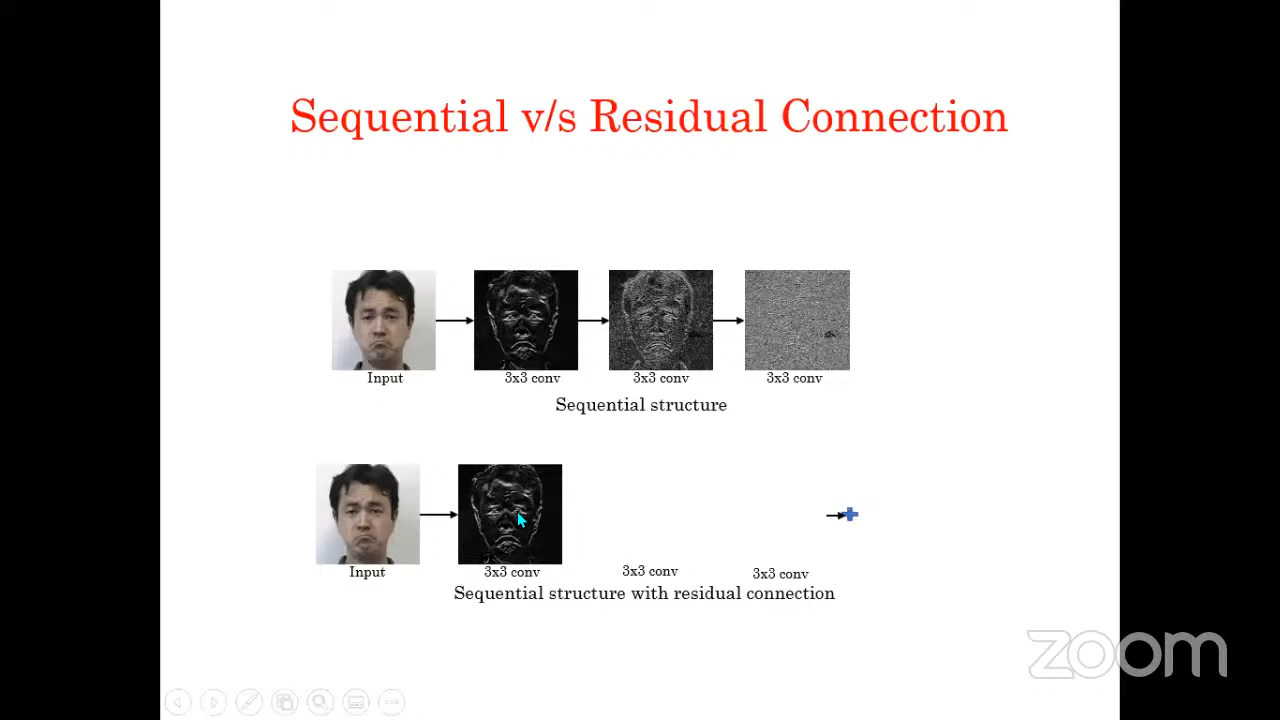 Sequential v/s Residual Connection
Input
3x3 conv
3x3 conv
3x3 conv
Sequential structure
Input
3x3 conv
3x3 conv
3x3 conv
Sequential structure with residual connection
zoom